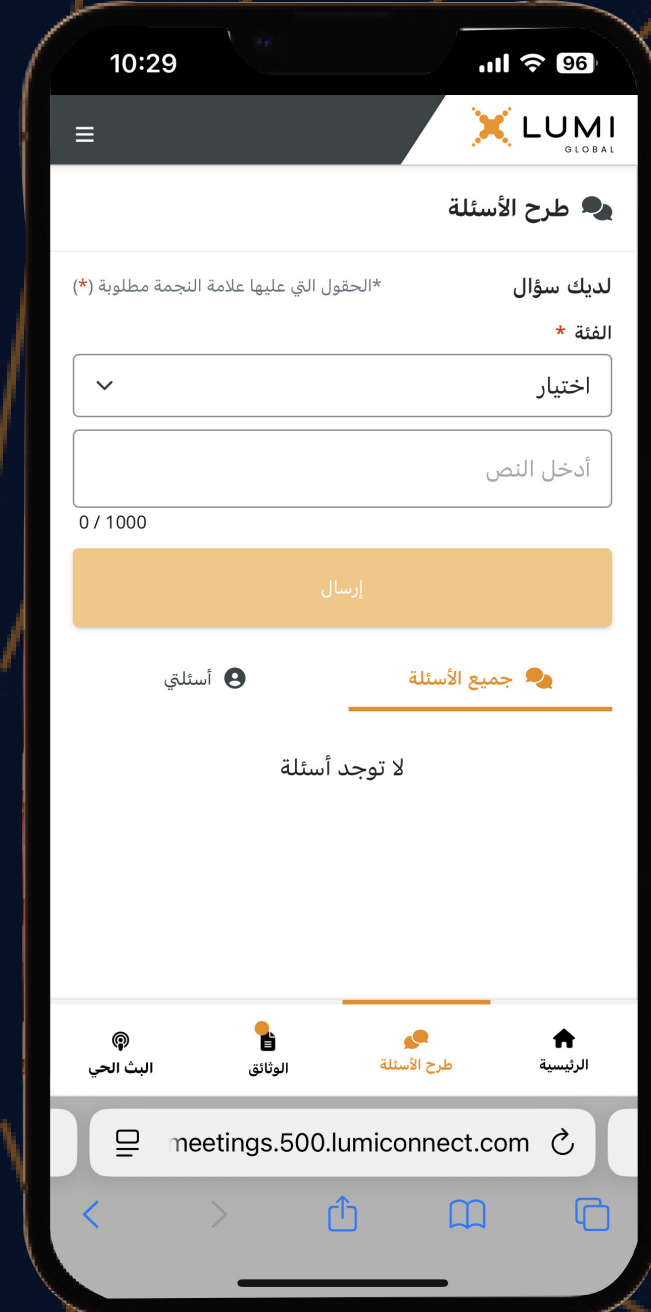 10:29
96
LUMI
GLOBAL
طرح الأسئلة
لديك سؤال
*الحقول التي عليها علامة النجمة مطلوبة (*)
الفئة *
اختيار
أدخل النص
0 / 1000
إرسال
جميع الأسئلة
أسئلتي
لا توجد أسئلة
الرئيسية
طرح الأسئلة
الوثائق
البث الحي
meetings.500.lumiconnect.com